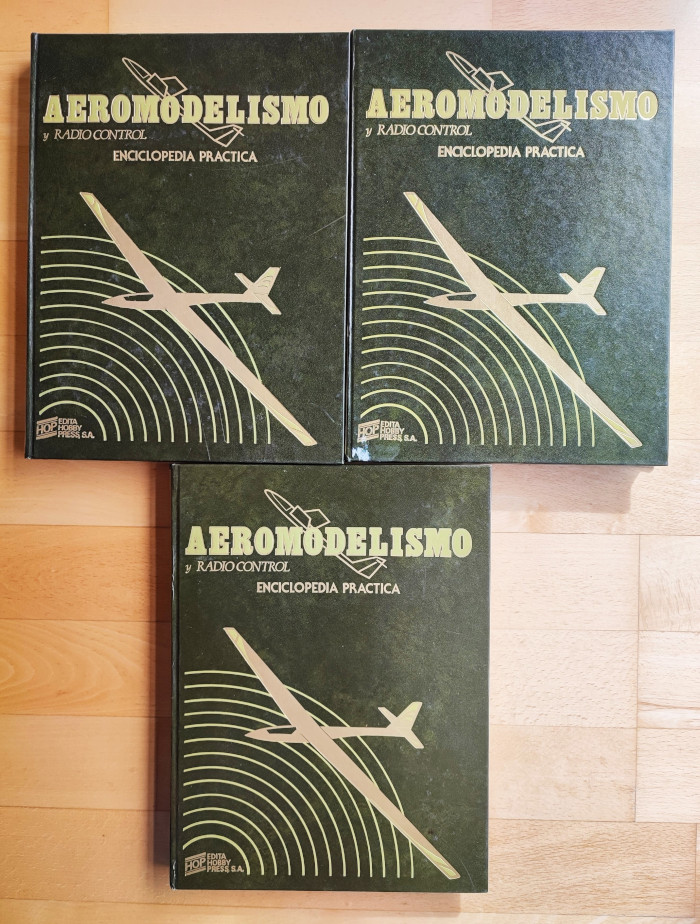 AEROMODELISMO
y RADIO CONTROL
ENCICLOPEDIA PRACTICA
HOP
EDITA
HOBBY
PRESS, S.A.
AEROMODELISMO
y RADIO CONTROL
ENCICLOPEDIA PRACTICA
HOP
EDITA
HOBBY
PRESS, S.A.
AEROMODELISMO
y RADIO CONTROL
ENCICLOPEDIA PRACTICA
HOP
EDITA
HOBBY
PRESS, S.A.